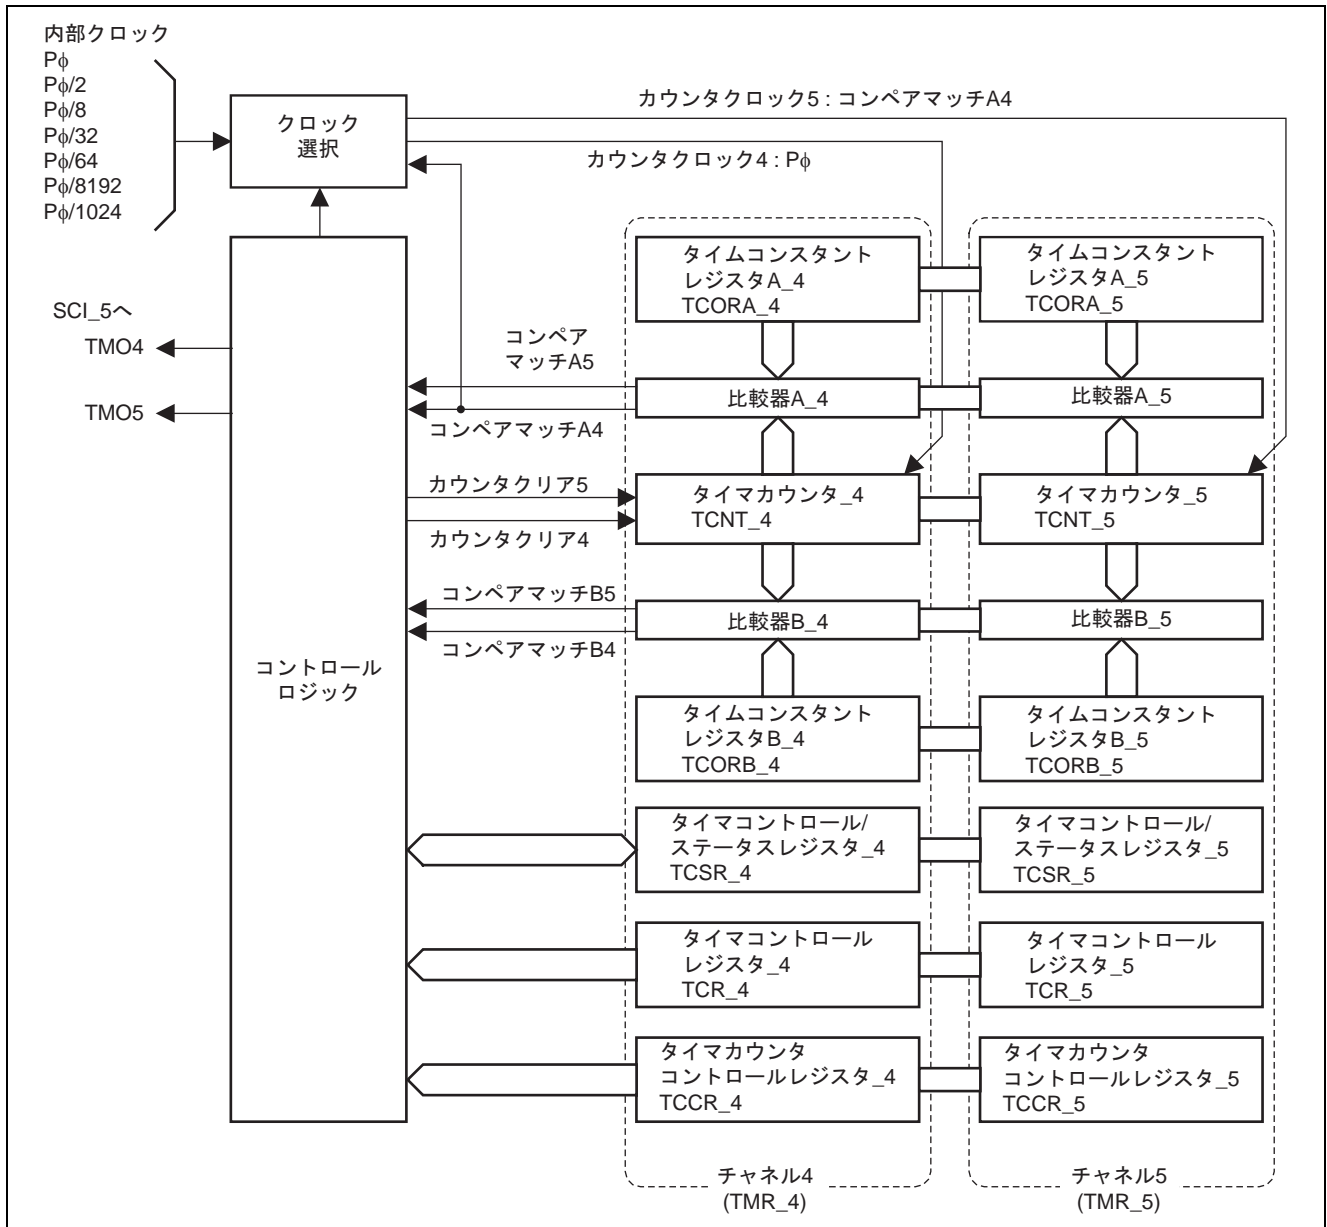 内部クロック
Pφ
Pφ/2
Pφ/8
Pφ/32
Pφ/64
Pφ/8192
Pφ/1024
クロック
選択
カウンタクロック5 : コンペアマッチA4
カウンタクロック4 : Pφ
SCI_5へ
TMO4
TMO5
コントロール
ロジック
コンペア
マッチA5
コンペアマッチA4
カウンタクリア5
カウンタクリア4
コンペアマッチB5
コンペアマッチB4
タイムコンスタント
レジスタA_4
TCORA_4
比較器A_4
タイマカウンタ_4
TCNT_4
比較器B_4
タイムコンスタント
レジスタB_4
TCORB_4
タイマコントロール/
ステータスレジスタ_4
TCSR_4
タイマコントロール
レジスタ_4
TCR_4
タイマカウンタ
コントロールレジスタ_4
TCCR_4
チャネル4
(TMR_4)
タイムコンスタント
レジスタA_5
TCORA_5
比較器A_5
タイマカウンタ_5
TCNT_5
比較器B_5
タイムコンスタント
レジスタB_5
TCORB_5
タイマコントロール/
ステータスレジスタ_5
TCSR_5
タイマコントロール
レジスタ_5
TCR_5
タイマカウンタ
コントロールレジスタ_5
TCCR_5
チャネル5
(TMR_5)